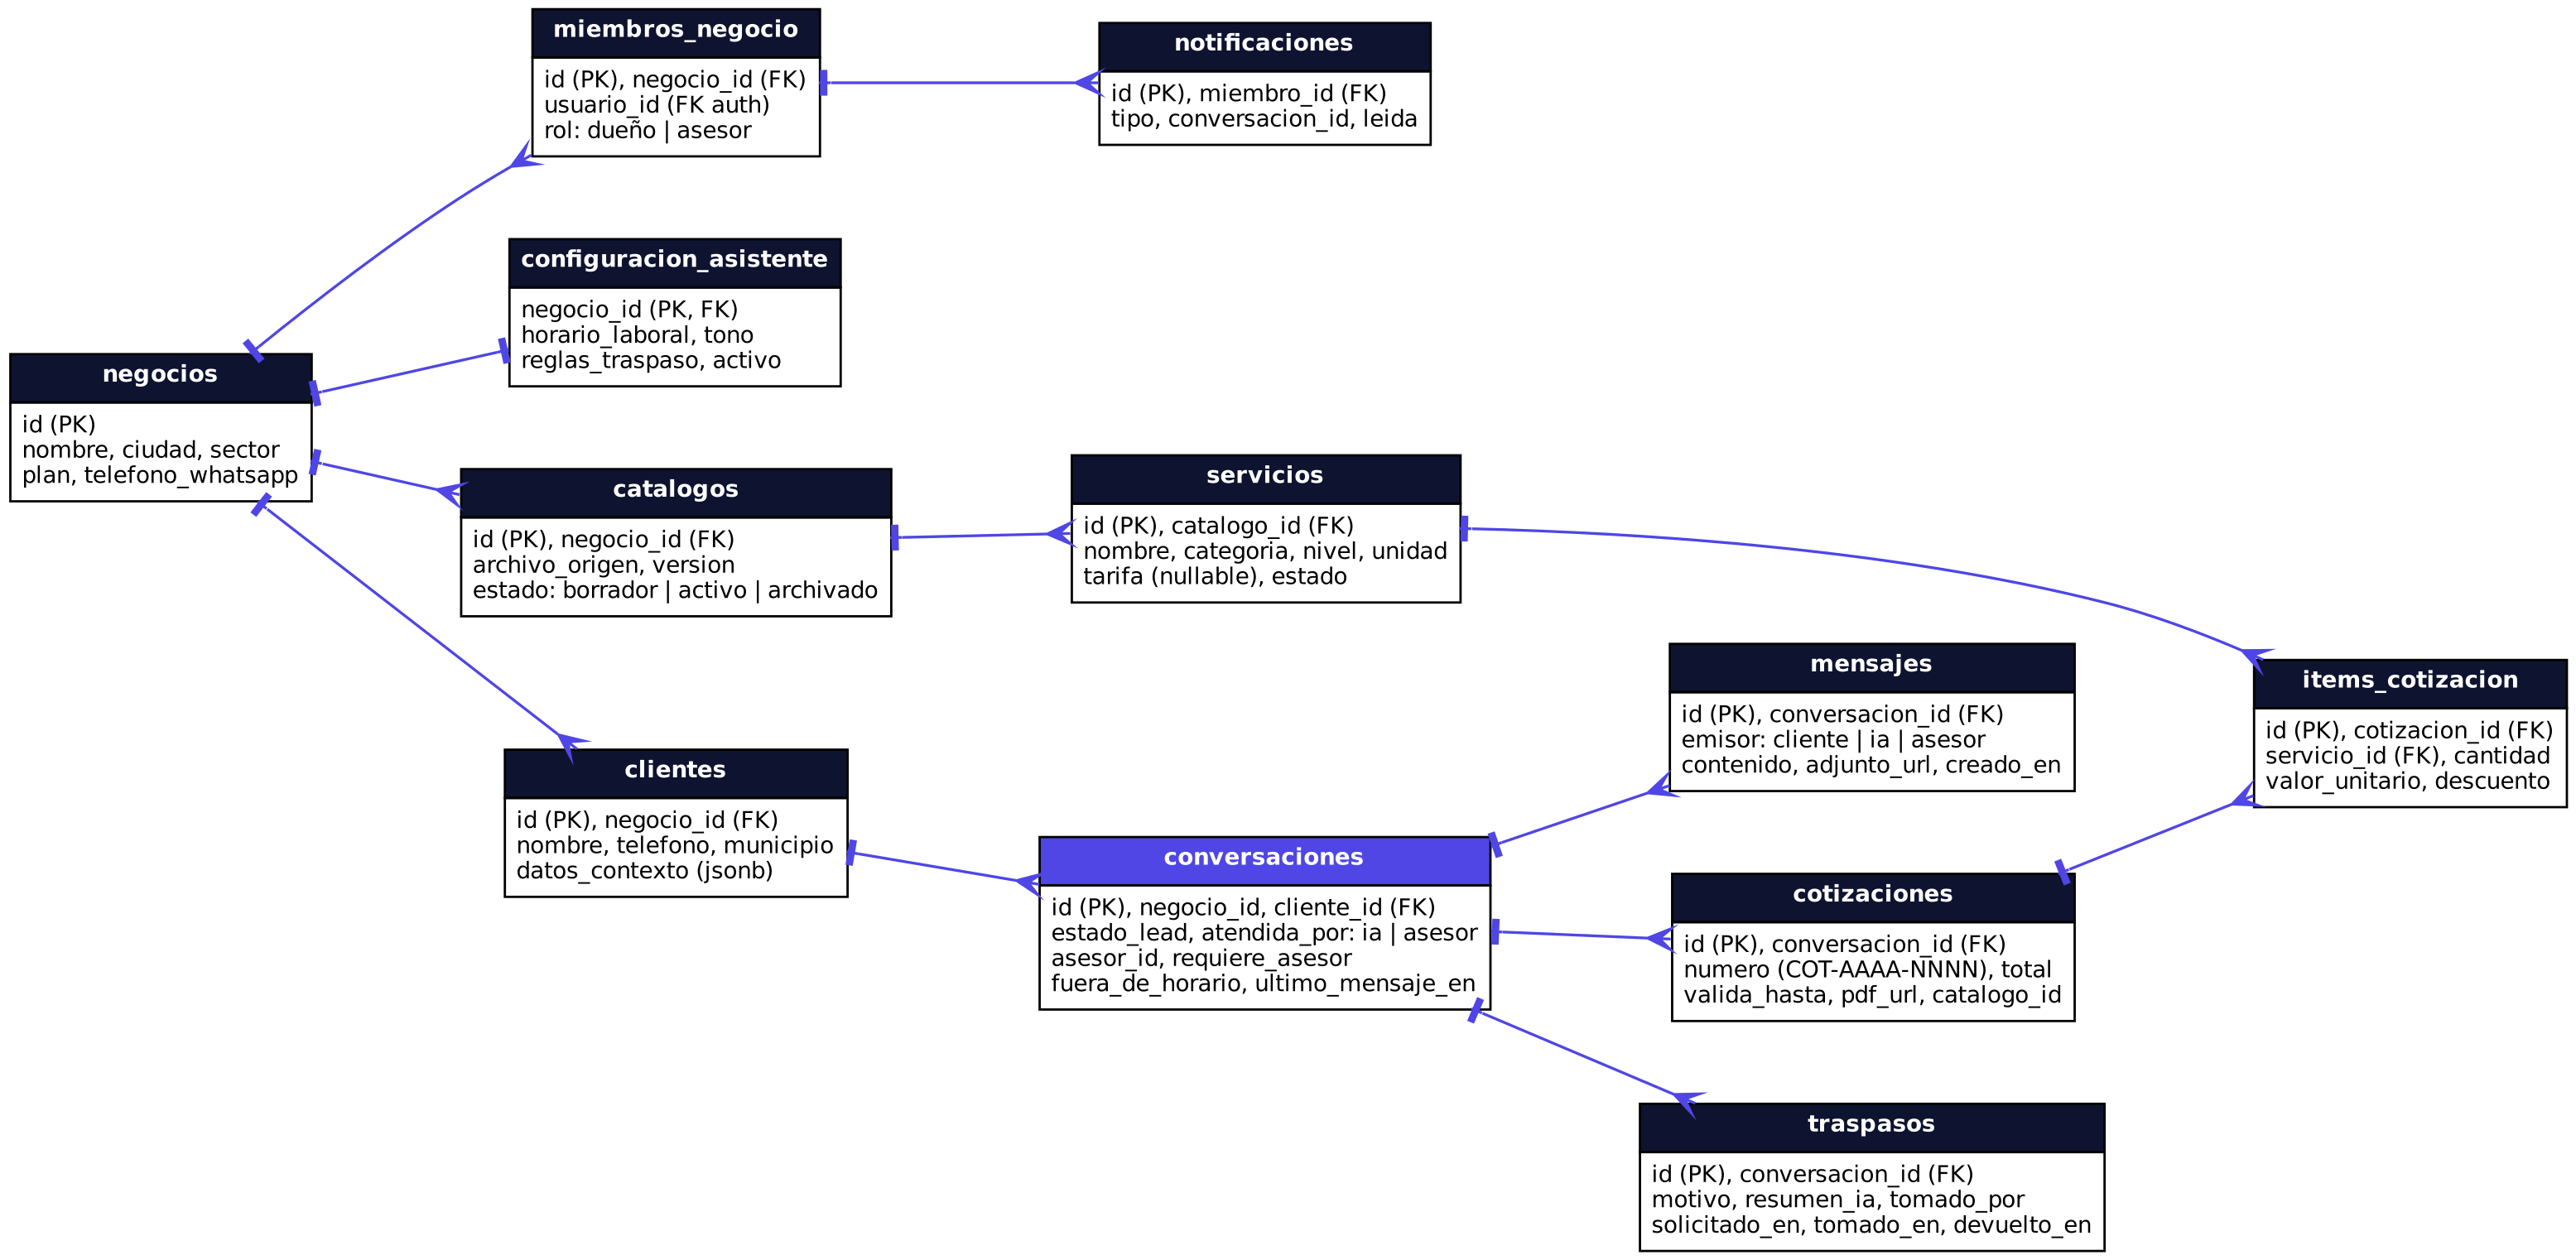 miembros_negocio
id (PK), negocio_id (FK)
usuario_id (FK auth)
rol: dueño | asesor
notificaciones
id (PK), miembro_id (FK)
tipo, conversacion_id, leida
configuracion_asistente
negocio_id (PK, FK)
horario_laboral, tono
reglas_traspaso, activo
negocios
id (PK)
nombre, ciudad, sector
plan, telefono_whatsapp
catalogos
id (PK), negocio_id (FK)
archivo_origen, version
estado: borrador | activo | archivado
servicios
id (PK), catalogo_id (FK)
nombre, categoria, nivel, unidad
tarifa (nullable), estado
mensajes
id (PK), conversacion_id (FK)
emisor: cliente | ia | asesor
contenido, adjunto_url, creado_en
items_cotizacion
id (PK), cotizacion_id (FK)
servicio_id (FK), cantidad
valor_unitario, descuento
clientes
id (PK), negocio_id (FK)
nombre, telefono, municipio
datos_contexto (jsonb)
conversaciones
id (PK), negocio_id, cliente_id (FK)
estado_lead, atendida_por: ia | asesor
asesor_id, requiere_asesor
fuera_de_horario, ultimo_mensaje_en
cotizaciones
id (PK), conversacion_id (FK)
numero (COT-AAAA-NNNN), total
valida_hasta, pdf_url, catalogo_id
traspasos
id (PK), conversacion_id (FK)
motivo, resumen_ia, tomado_por
solicitado_en, tomado_en, devuelto_en